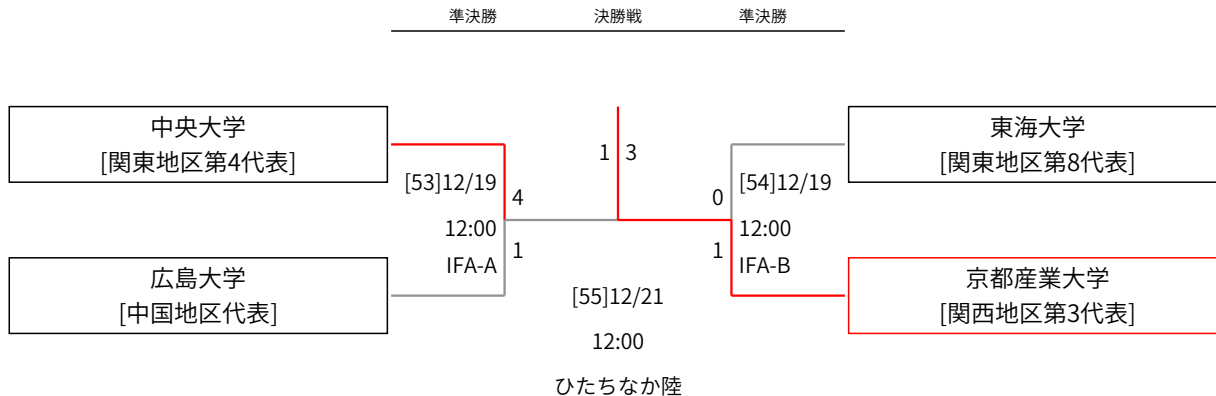 準決勝 決勝戦 準決勝
中央大学
[関東地区第4代表]
広島大学
[中国地区代表]
[53]12/19
12:00
IFA-A
4
1
1 3
[55]12/21
12:00
ひたちなか陸
0
1
[54]12/19
12:00
IFA-B
東海大学
[関東地区第8代表]
京都産業大学
[関西地区第3代表]